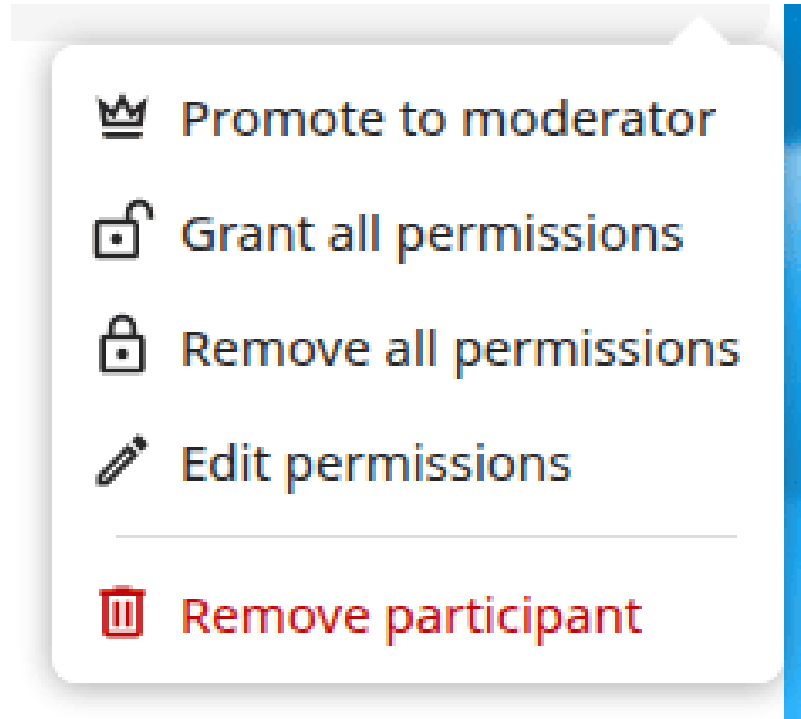 Promote to moderator
Grant all permissions
Remove all permissions
Edit permissions
Remove participant